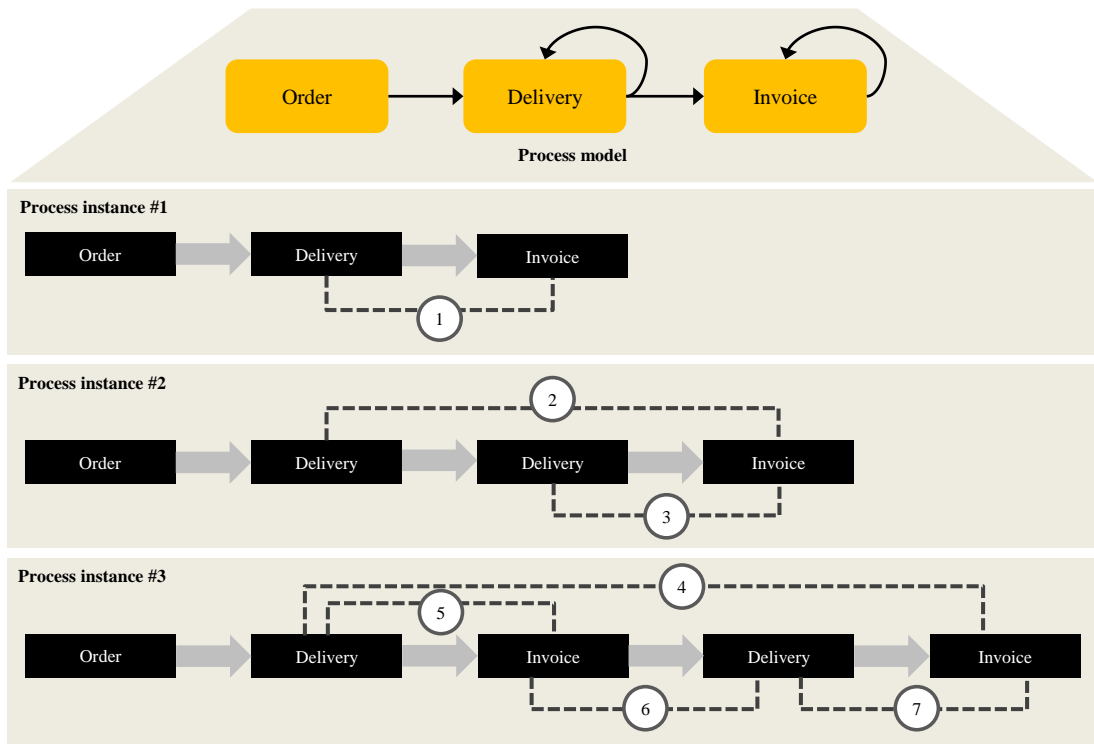 Order
Delivery
Invoice
Process model
Process instance #1
Order
Delivery
Invoice
1
Process instance #2
2
Order
Delivery
Delivery
Invoice
3
Process instance #3
4
5
Order
Delivery
Invoice
Delivery
Invoice
6
7